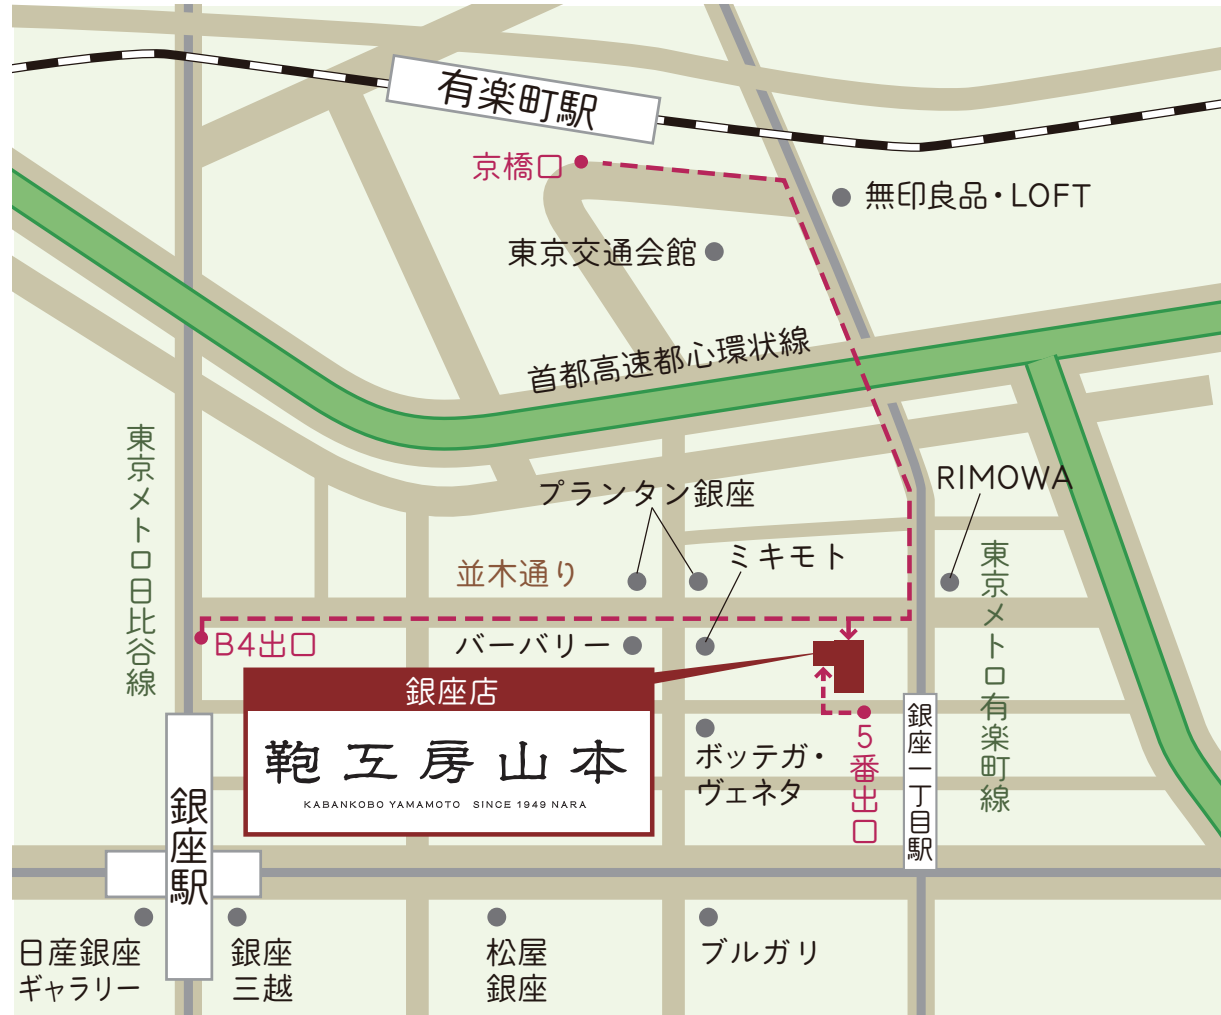 有楽町駅
京橋口
無印良品・LOFT
東京交通会館
首都高速都心環状線
東京メトロ日比谷線
プランタン銀座
RIMOWA
ミキモト
並木通り
東京メトロ有楽町線
B4出口
バーバリー
銀座店
鞄工房山本
KABANKOBO YAMAMOTO SINCE 1949 NARA
5番出口
銀座一丁目駅
ボッテガ・
ヴェネタ
銀座駅
日産銀座
ギャラリー
銀座
三越
松屋
銀座
ブルガリ